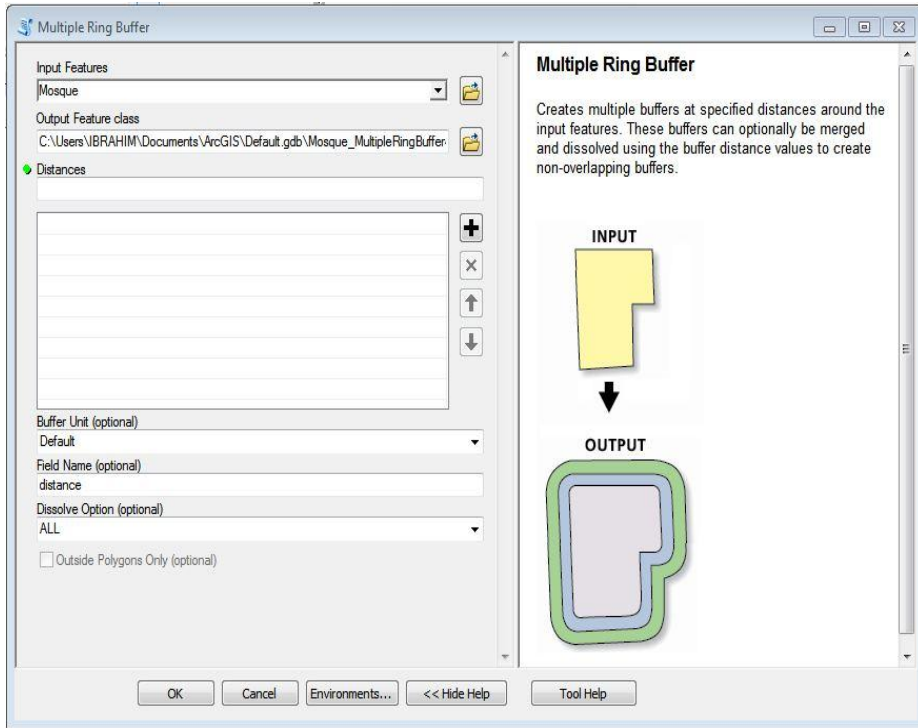 Multiple Ring Buffer
Input Features
Mosque
Output Feature class
C:\Users\IBRAHIM\Documents\ArcGIS\Default.gdb\Mosque_MultipleRingBuffer
Distances
Buffer Unit (optional)
Default
Field Name (optional)
distance
Dissolve Option (optional)
ALL
Outside Polygons Only (optional)
OK
Cancel
Environments...
<< Hide Help
Tool Help
Multiple Ring Buffer
Creates multiple buffers at specified distances around the
input features. These buffers can optionally be merged
and dissolved using the buffer distance values to create
non-overlapping buffers.
INPUT
OUTPUT